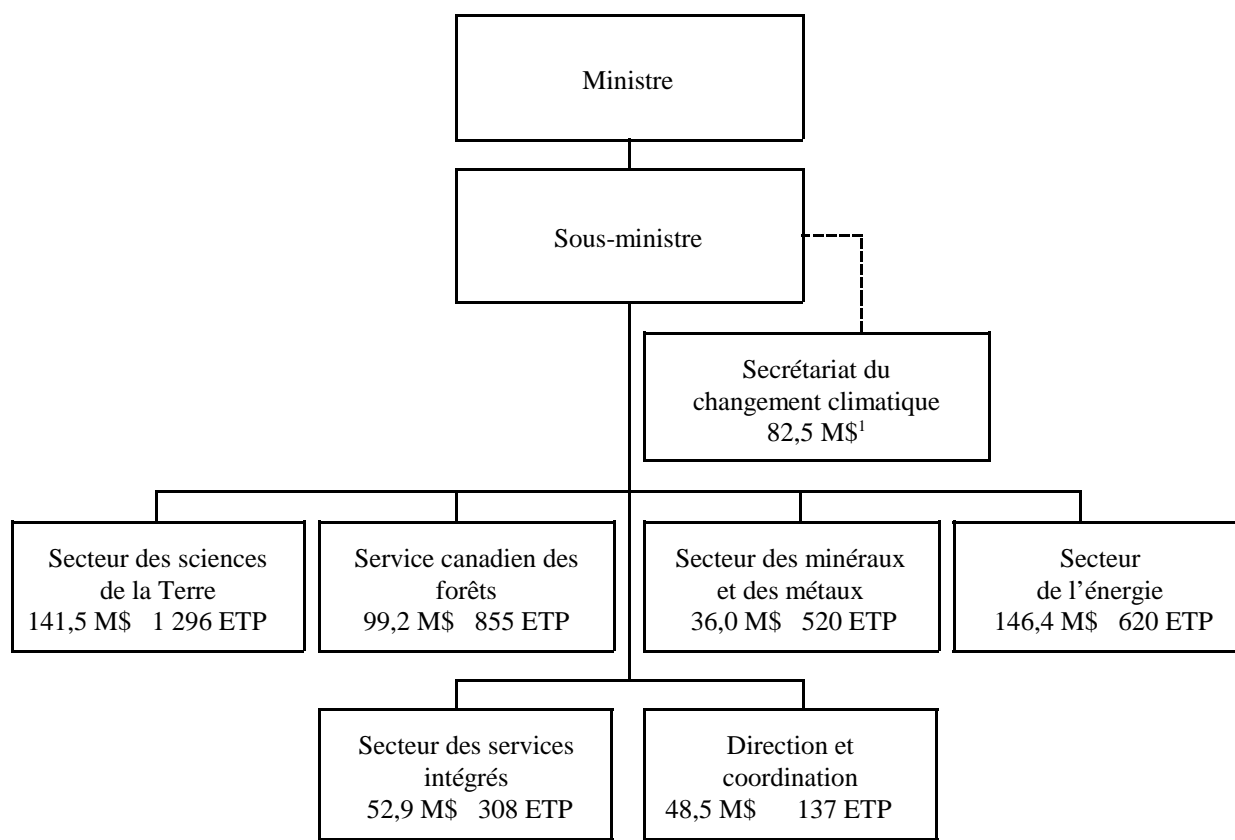 Ministre
Sous-ministre
Secrétariat du
changement climatique
82,5 M$¹
Secteur des sciences
de la Terre
141,5 M$ 1 296 ETP
Service canadien des
forêts
99,2 M$ 855 ETP
Secteur des minéraux
et des métaux
36,0 M$ 520 ETP
Secteur
de l’énergie
146,4 M$ 620 ETP
Secteur des services
intégrés
52,9 M$ 308 ETP
Direction et
coordination
48,5 M$ 137 ETP